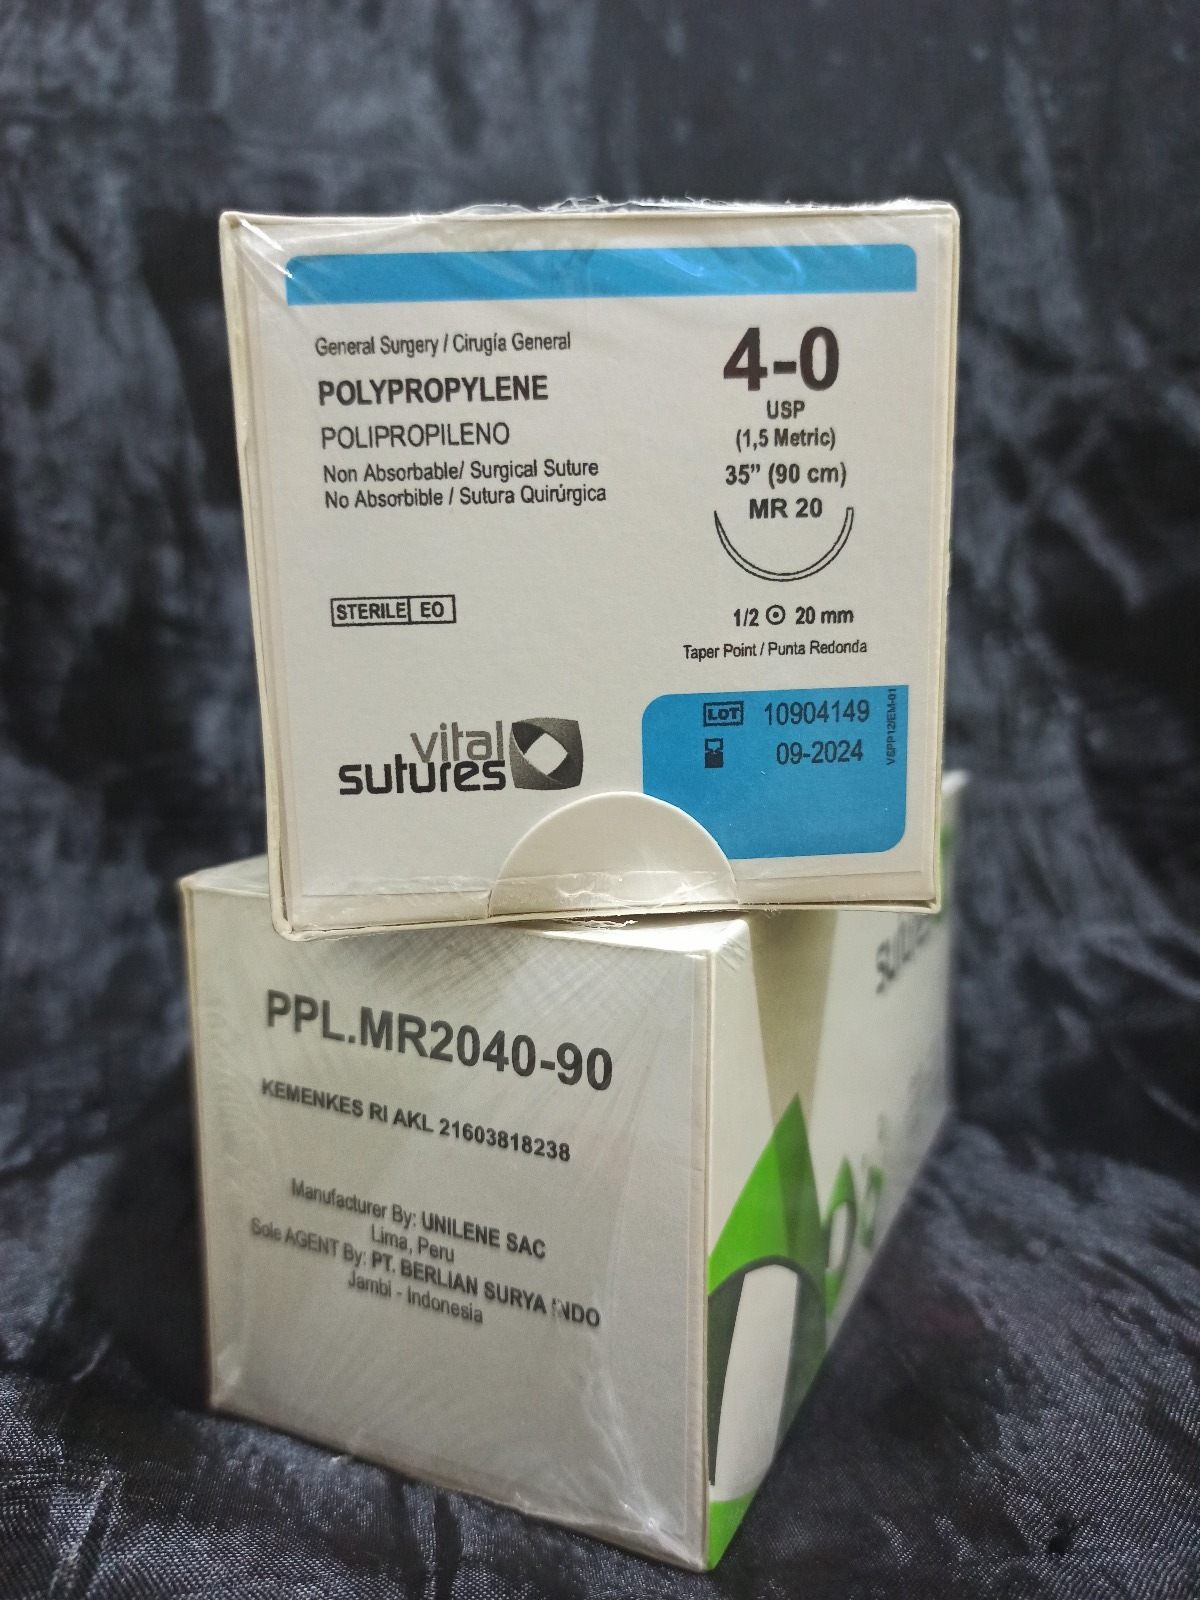 General Surgery / Cirugía General
POLYPROPYLENE
POLIPROPILENO
Non Absorbable/ Surgical Suture
No Absorbible / Sutura Quirúrgica
STERILE EO
vital
sutures
4-0
USP
(1,5 Metric)
35” (90 cm)
MR 20
1/2 20 mm
Taper Point / Punta Redonda
LOT 10904149
09-2024
PPL.MR2040-90
KEMENKES RI AKL 21603818238
Manufacturer By: UNILENE SAC
Lima, Peru
Sole AGENT By: PT. BERLIAN SURYA INDO
Jambi - Indonesia